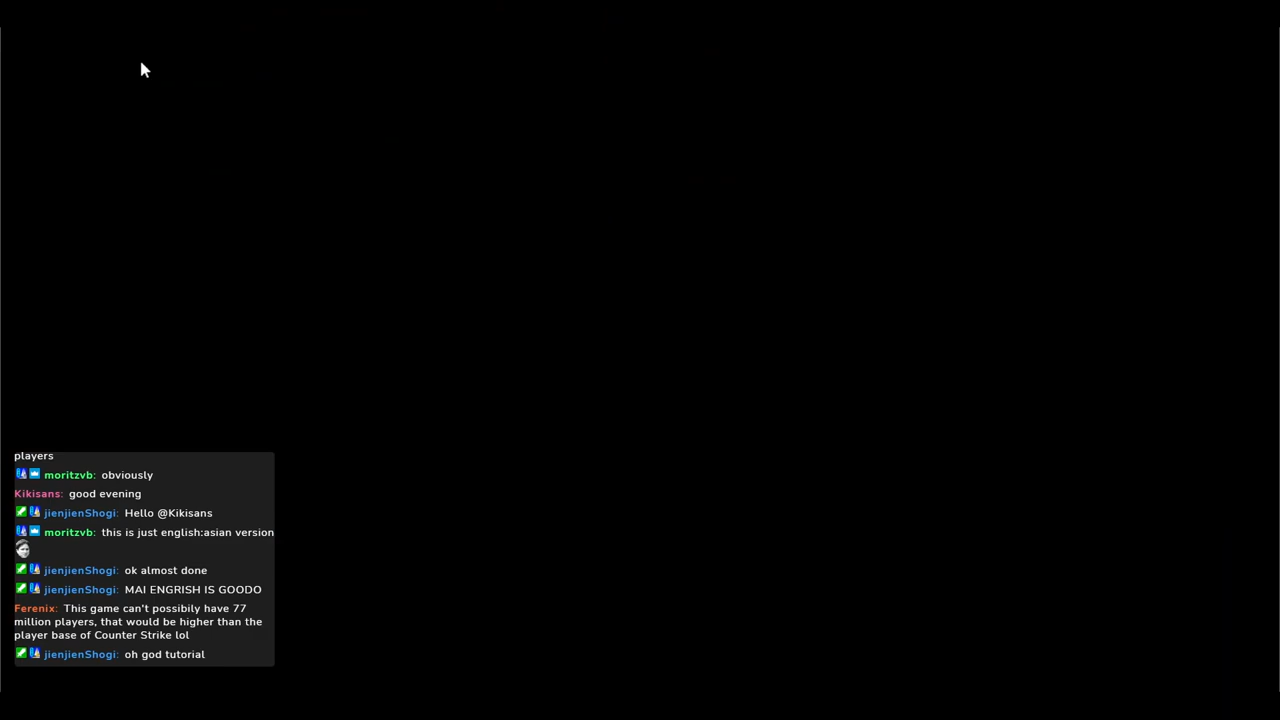 players
moritzvb: obviously
Kikisans: good evening
jienjienShogi: Hello @Kikisans
moritzvb: this is just english:asian version
jienjienShogi: ok almost done
jienjienShogi: MAI ENGRISH IS GOODO
Ferenix: This game can't possibily have 77
million players, that would be higher than the
player base of Counter Strike lol
jienjienShogi: oh god tutorial